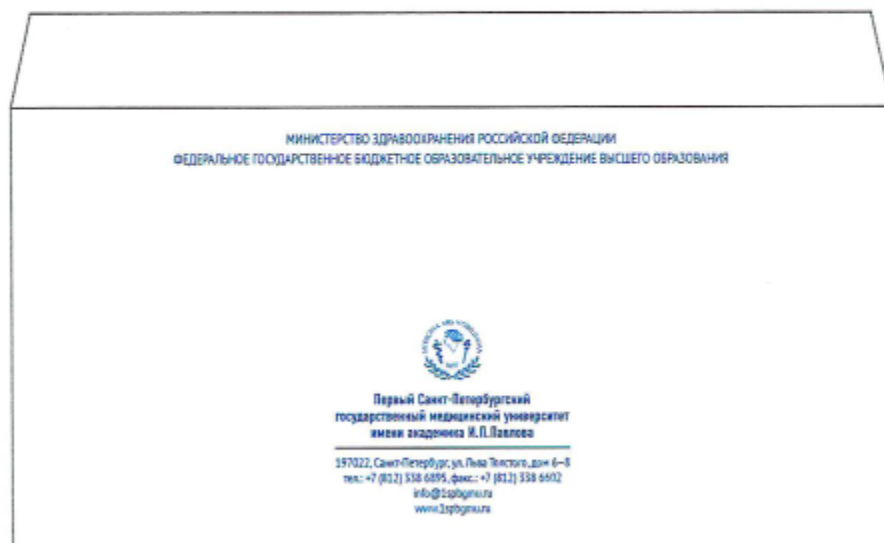 МИНИСТЕРСТВО ЗДРАВООХРАНЕНИЯ РОССИЙСКОЙ ФЕДЕРАЦИИ
ФЕДЕРАЛЬНОЕ ГОСУДАРСТВЕННОЕ БЮДЖЕТНОЕ ОБРАЗОВАТЕЛЬНОЕ УЧРЕЖДЕНИЕ ВЫСШЕГО ОБРАЗОВАНИЯ
Первый Санкт-Петербургский
государственный медицинский университет
имени академика И.П.Павлова
197022, Санкт-Петербург, ул. Льва Толстого, дом 6–8
тел.: +7 (812) 338 6895, факс.: +7 (812) 338 6602
info@1spbgmu.ru
www.1spbgmu.ru